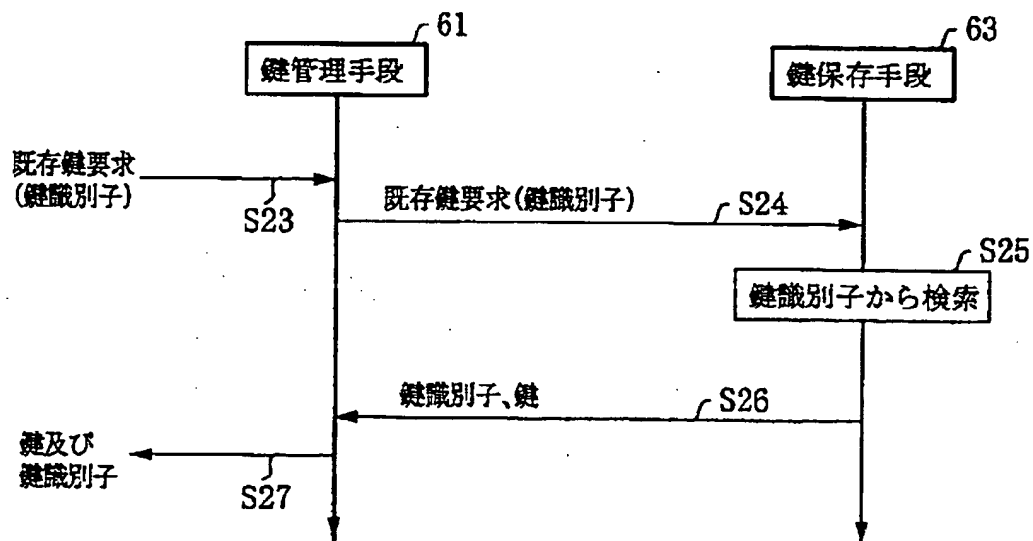 61
63
鍵管理手段
鍵保存手段
既存鍵要求
(鍵識別子)
S23
既存鍵要求(鍵識別子)
S24
S25
鍵識別子から検索
鍵識別子、鍵
S26
鍵及び
鍵識別子
S27